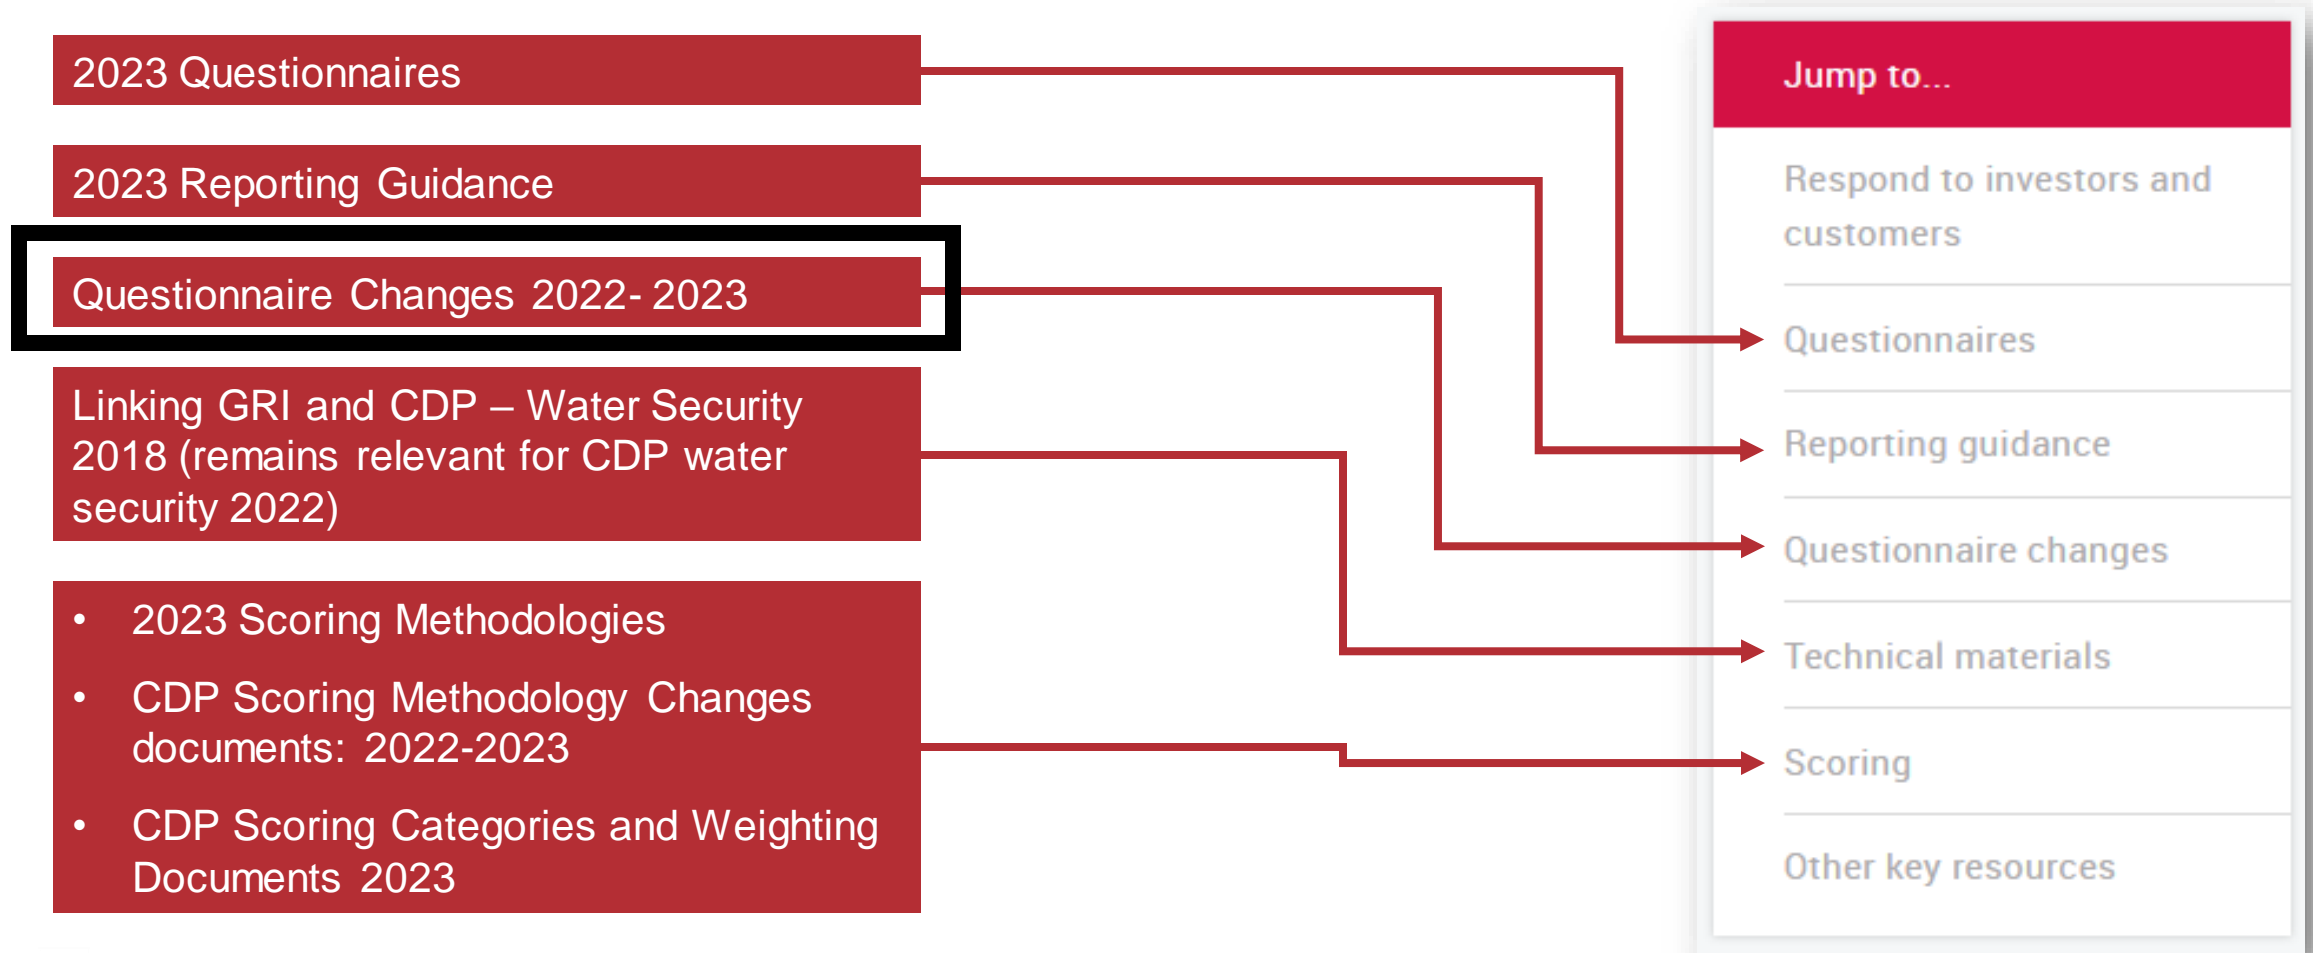 2023 Questionnaires
2023 Reporting Guidance
Questionnaire Changes 2022- 2023
Linking GRI and CDP – Water Security
2018 (remains relevant for CDP water
security 2022)
• 2023 Scoring Methodologies
• CDP Scoring Methodology Changes
documents: 2022-2023
• CDP Scoring Categories and Weighting
Documents 2023
Jump to...
Respond to investors and
customers
Questionnaires
Reporting guidance
Questionnaire changes
Technical materials
Scoring
Other key resources